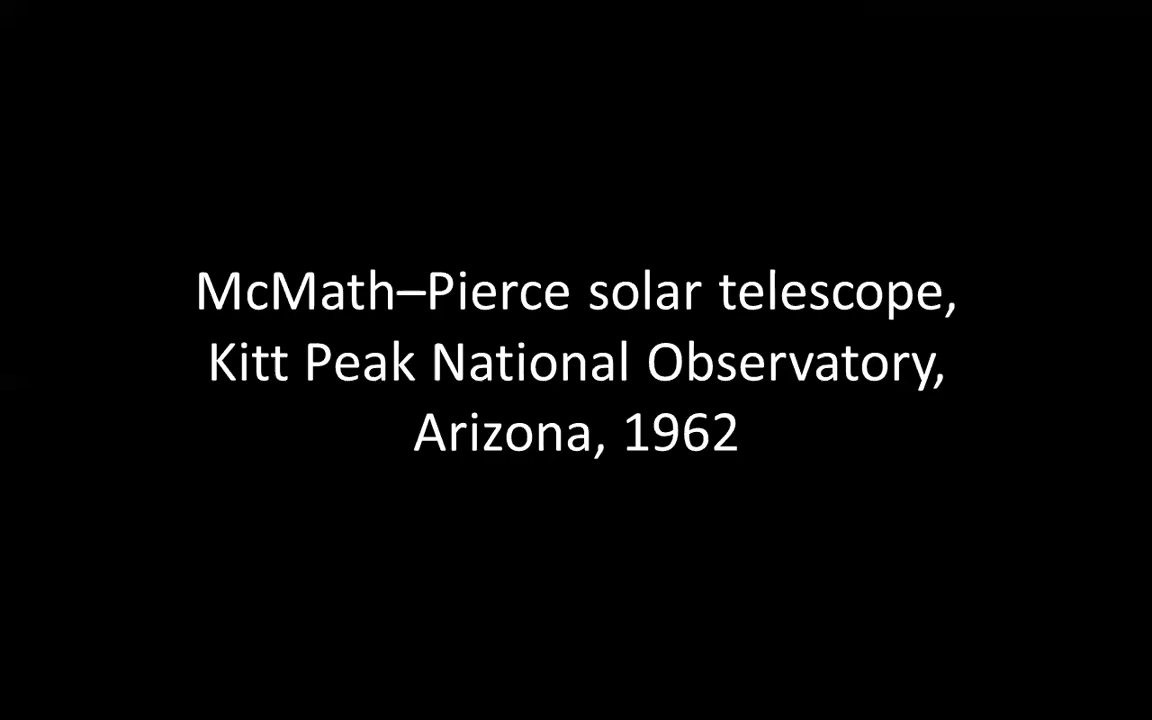 McMath–Pierce solar telescope,
Kitt Peak National Observatory,
Arizona, 1962